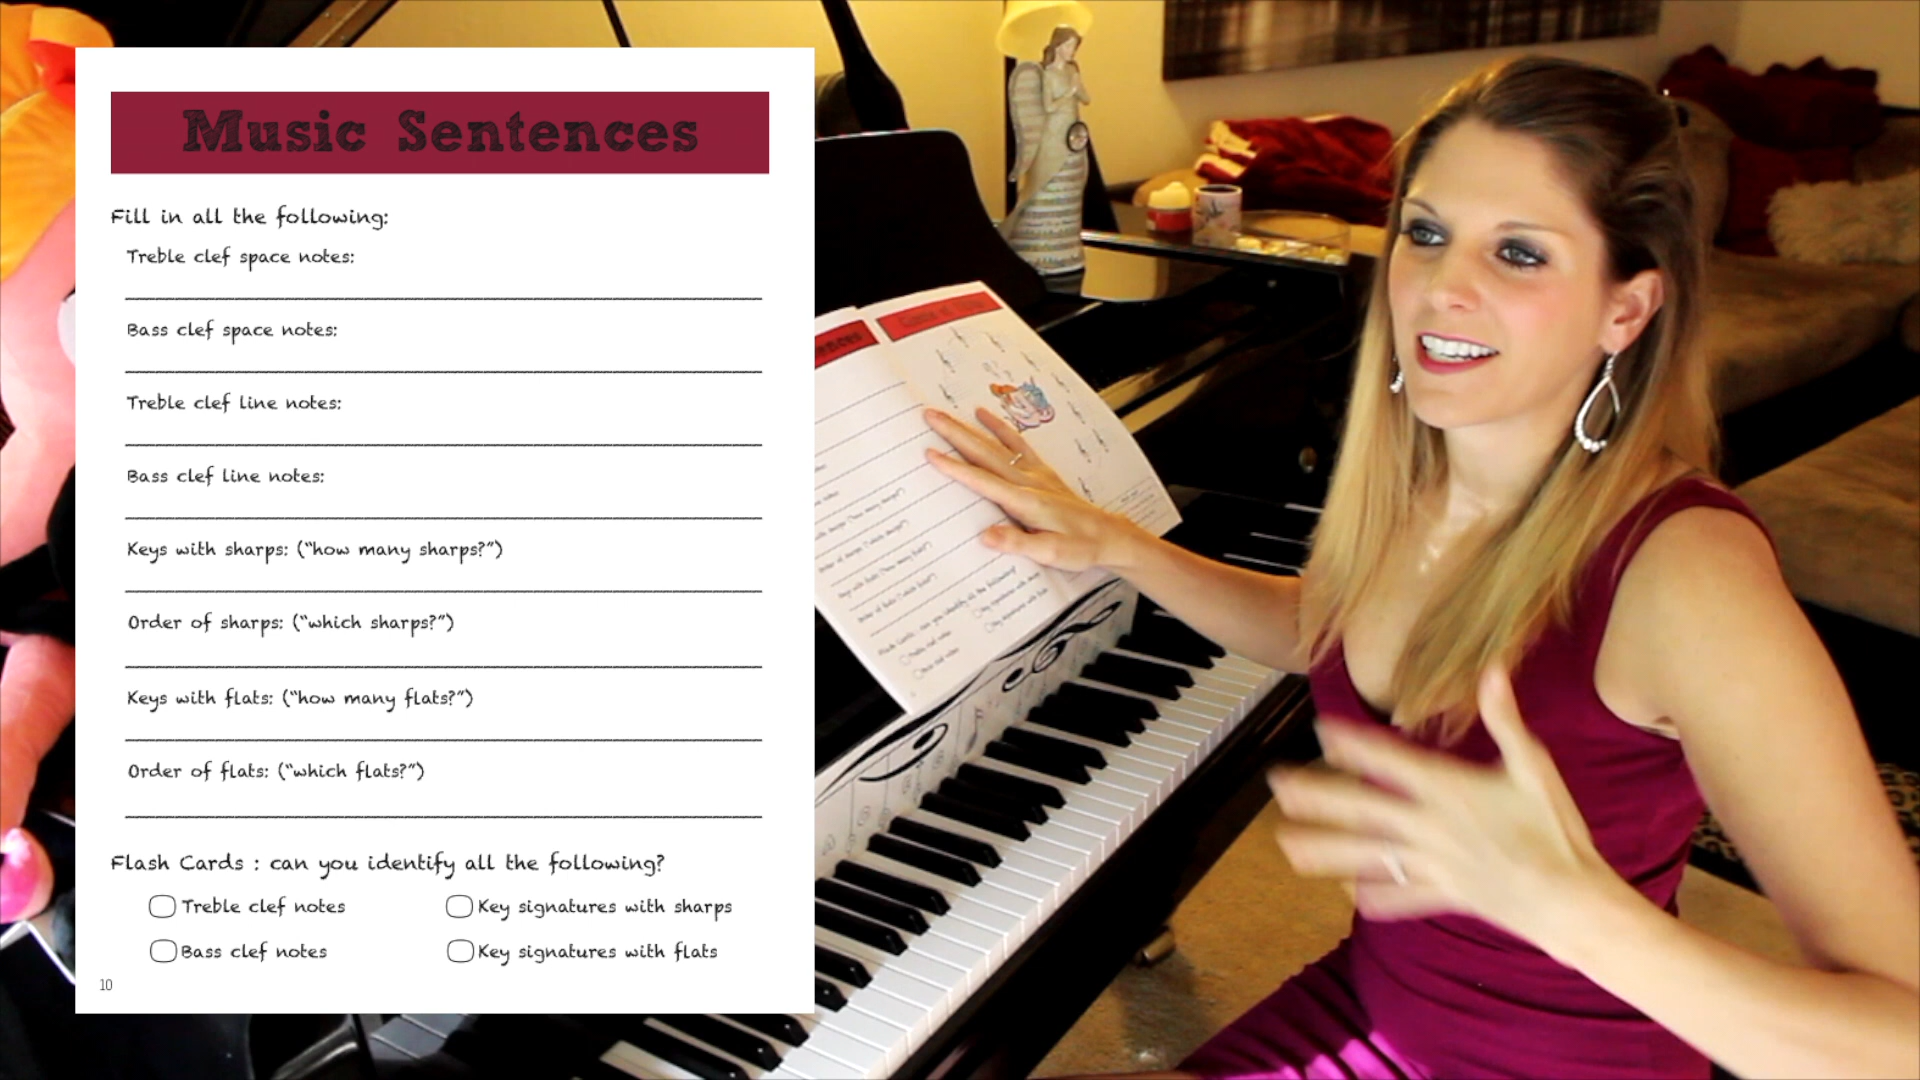 Music Sentences
Fill in all the following:
Treble clef space notes:
Bass clef space notes:
Treble clef line notes:
Bass clef line notes:
Keys with sharps: ("how many sharps?")
Order of sharps: ("which sharps?")
Keys with flats: ("how many flats?")
Order of flats: ("which flats?")
Flash Cards : can you identify all the following?
Treble clef notes
Key signatures with sharps
Bass clef notes
Key signatures with flats
10